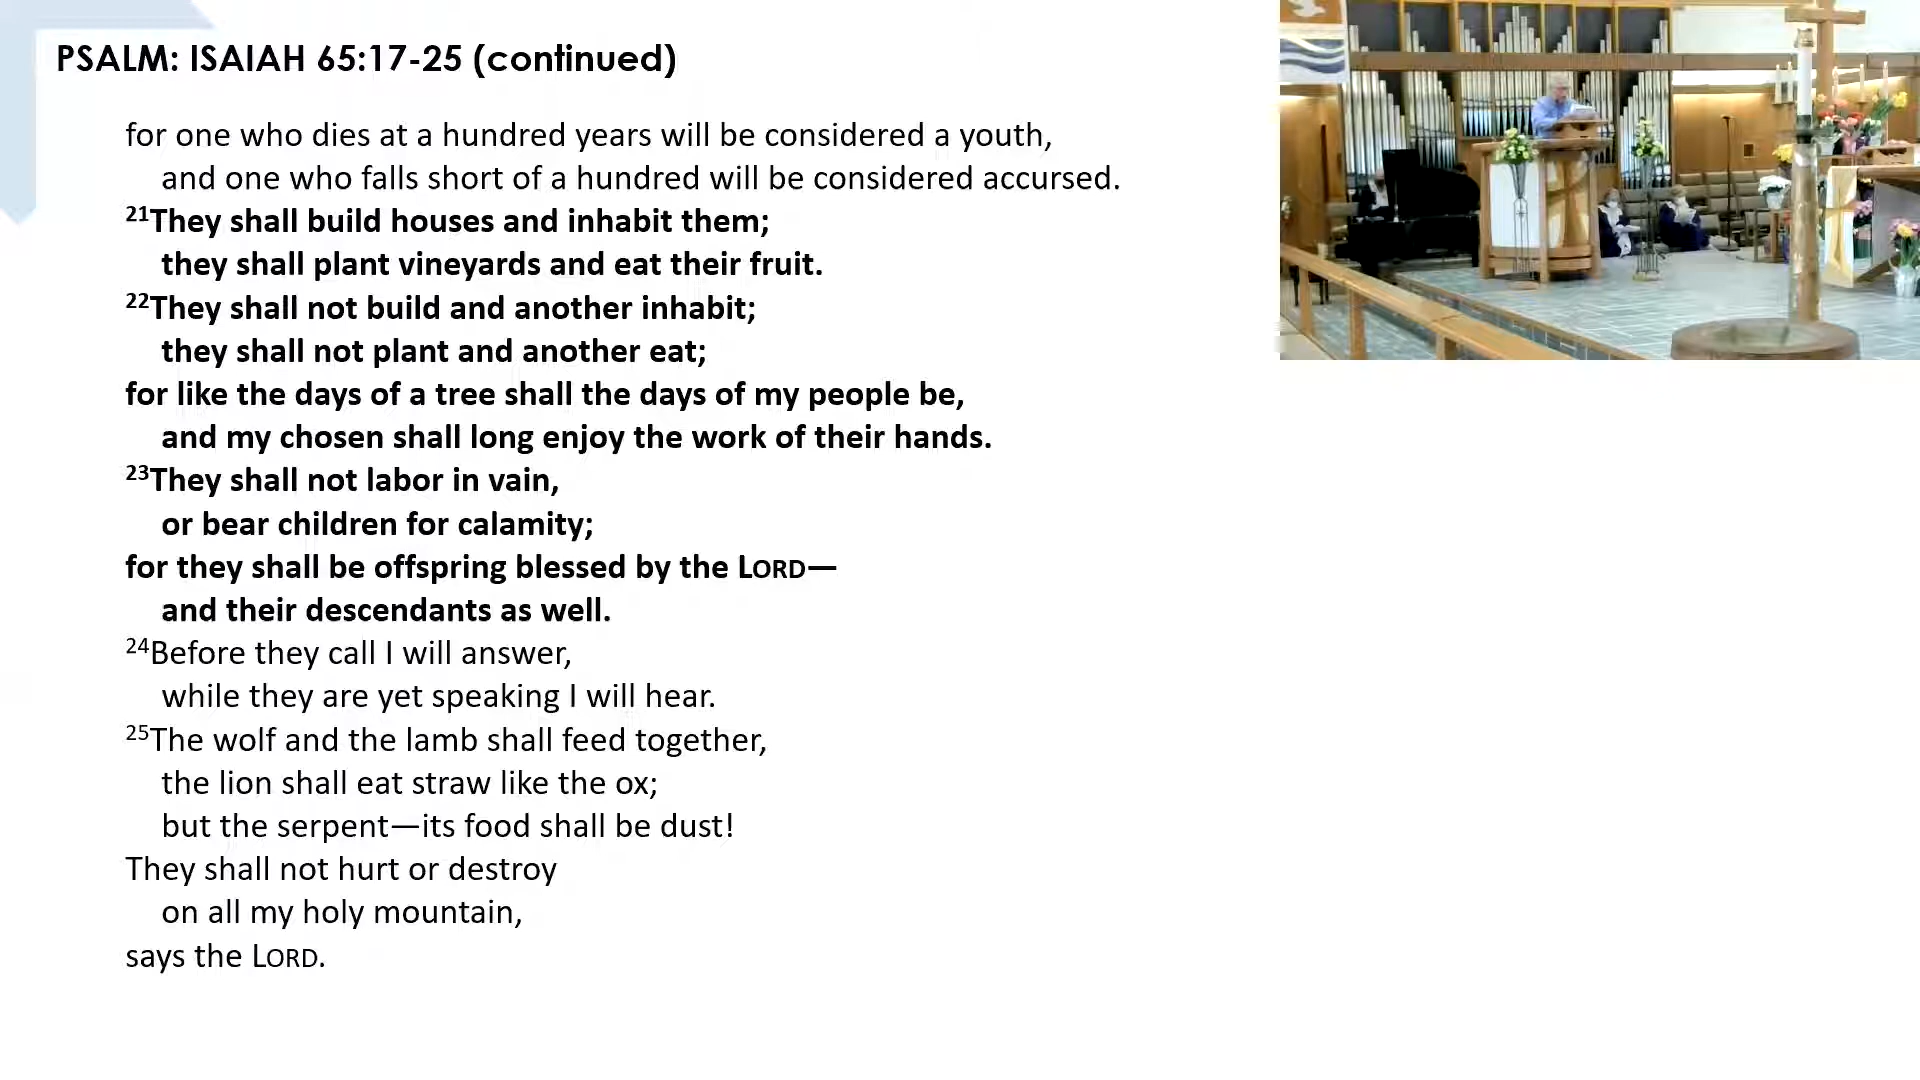 PSALM: ISAIAH 65:17-25 (continued)
for one who dies at a hundred years will be considered a youth,
and one who falls short of a hundred will be considered accursed.
21They shall build houses and inhabit them;
they shall plant vineyards and eat their fruit.
22They shall not build and another inhabit;
they shall not plant and another eat;
for like the days of a tree shall the days of my people be,
and my chosen shall long enjoy the work of their hands.
23They shall not labor in vain,
or bear children for calamity;
for they shall be offspring blessed by the LORD—
and their descendants as well.
24Before they call I will answer,
while they are yet speaking I will hear.
25The wolf and the lamb shall feed together,
the lion shall eat straw like the ox;
but the serpent—its food shall be dust!
They shall not hurt or destroy
on all my holy mountain,
says the LORD.